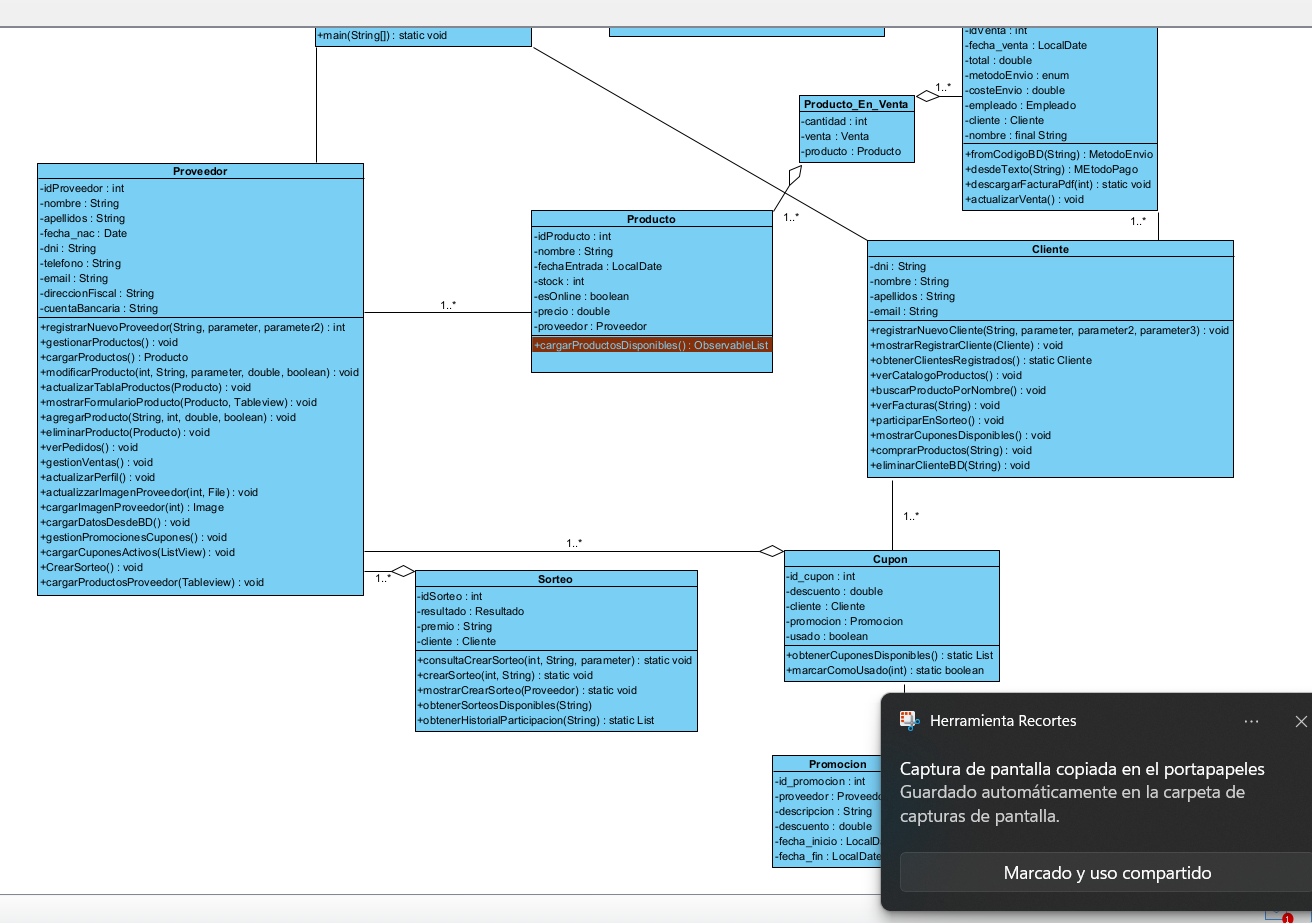 +main(String[]) : static void
-idVenta : int
-fecha_venta : LocalDate
-total : double
-metodoEnvio : enum
-costeEnvio : double
-empleado : Empleado
-cliente : Cliente
-nombre : final String
+fromCodigoBD(String) : MetodoEnvio
+desdeTexto(String) : MEtodoPago
+descargarFacturaPdf(int) : static void
+actualizarVenta() : void
1..*
Producto_En_Venta
-cantidad : int
-venta : Venta
-producto : Producto
1..*
1..*
Proveedor
-idProveedor : int
-nombre : String
-apellidos : String
-fecha_nac : Date
-dni : String
-telefono : String
-email : String
-direccionFiscal : String
-cuentaBancaria : String
+registrarNuevoProveedor(String, parameter, parameter2) : int
+gestionarProductos() : void
+cargarProductos() : Producto
+modificarProducto(int, String, parameter, double, boolean) : void
+actualizarTablaProductos(Producto) : void
+mostrarFormularioProducto(Producto, Tableview) : void
+agregarProducto(String, int, double, boolean) : void
+eliminarProducto(Producto) : void
+verPedidos() : void
+gestionVentas() : void
+actualizarPerfil() : void
+actualizzarImagenProveedor(int, File) : void
+cargarImagenProveedor(int) : Image
+cargarDatosDesdeBD() : void
+gestionPromocionesCupones() : void
+cargarCuponesActivos(ListView) : void
+CrearSorteo() : void
+cargarProductosProveedor(Tableview) : void
1..*
Producto
-idProducto : int
-nombre : String
-fechaEntrada : LocalDate
-stock : int
-esOnline : boolean
-precio : double
-proveedor : Proveedor
+cargarProductosDisponibles() : ObservableList
Cliente
-dni : String
-nombre : String
-apellidos : String
-email : String
+registrarNuevoCliente(String, parameter, parameter2, parameter3) : void
+mostrarRegistrarCliente(Cliente) : void
+obtenerClientesRegistrados() : static Cliente
+verCatalogoProductos() : void
+buscarProductoPorNombre() : void
+verFacturas(String) : void
+participarEnSorteo() : void
+mostrarCuponesDisponibles() : void
+comprarProductos(String) : void
+eliminarClienteBD(String) : void
1..*
1..*
1..*
Sorteo
-idSorteo : int
-resultado : Resultado
-premio : String
-cliente : Cliente
+consultaCrearSorteo(int, String, parameter) : static void
+crearSorteo(int, String) : static void
+mostrarCrearSorteo(Proveedor) : static void
+obtenerSorteosDisponibles(String)
+obtenerHistorialParticipacion(String) : static List
Cupon
-id_cupon : int
-descuento : double
-cliente : Cliente
-promocion : Promocion
-usado : boolean
+obtenerCuponesDisponibles() : static List
+marcarComoUsado(int) : static boolean
Promocion
-id_promocion : int
-proveedor : Proveedo
-descripcion : String
-descuento : double
-fecha_inicio : LocalD
-fecha_fin : LocalDate
Herramienta Recortes
Captura de pantalla copiada en el portapapeles
Guardado automáticamente en la carpeta de
capturas de pantalla.
Marcado y uso compartido
1